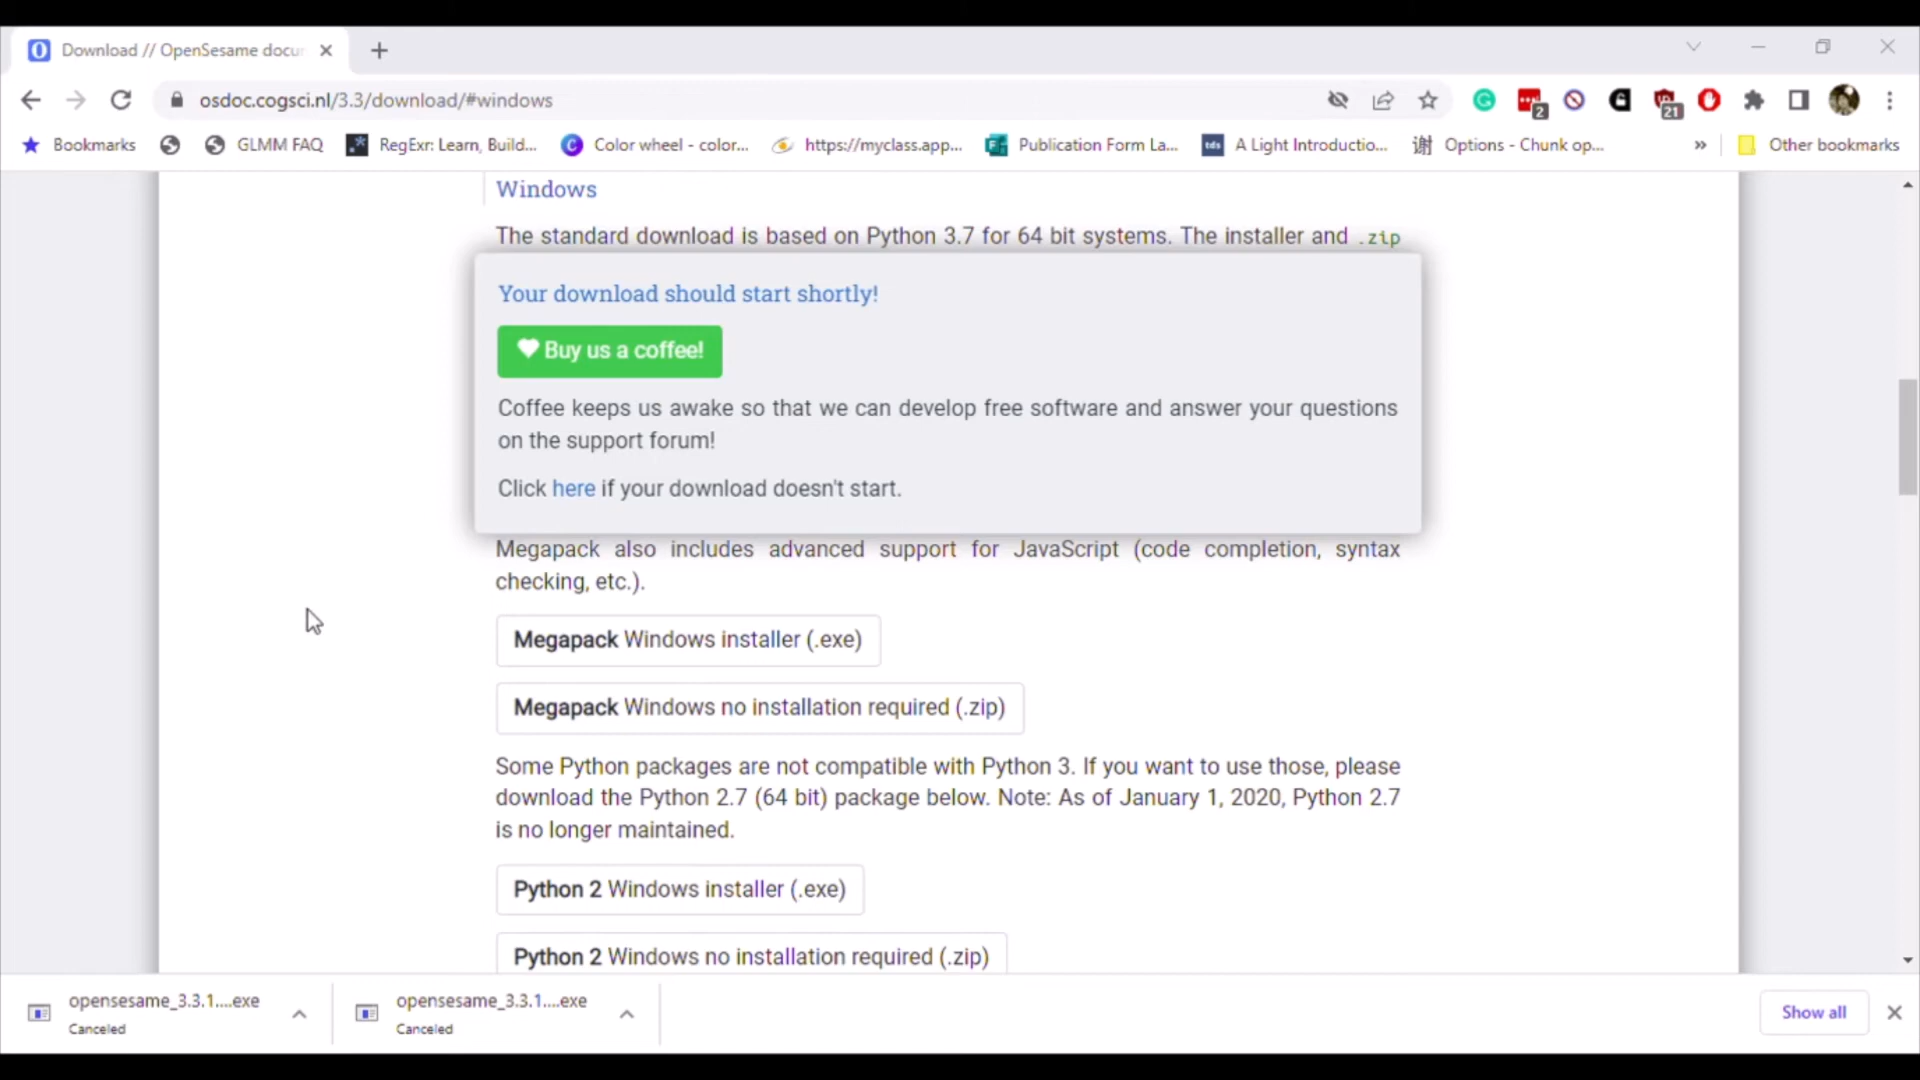 Download // OpenSesame docu
osdoc.cogsci.nl/3.3/download/#windows
2
21
Bookmarks
GLMM FAQ
RegExr: Learn, Build...
Color wheel - color...
https://myclass.app...
Publication Form La...
tds
A Light Introductio...
谢
Options - Chunk op...
»
Other bookmarks
Windows
The standard download is based on Python 3.7 for 64 bit systems. The installer and .zip
Your download should start shortly!
Buy us a coffee!
Coffee keeps us awake so that we can develop free software and answer your questions
on the support forum!
Click here if your download doesn't start.
Megapack also includes advanced support for JavaScript (code completion, syntax
checking, etc.).
Megapack Windows installer (.exe)
Megapack Windows no installation required (.zip)
Some Python packages are not compatible with Python 3. If you want to use those, please
download the Python 2.7 (64 bit) package below. Note: As of January 1, 2020, Python 2.7
is no longer maintained.
Python 2 Windows installer (.exe)
Python 2 Windows no installation required (.zip)
opensesame_3.3.1....exe
Canceled
opensesame_3.3.1....exe
Canceled
Show all